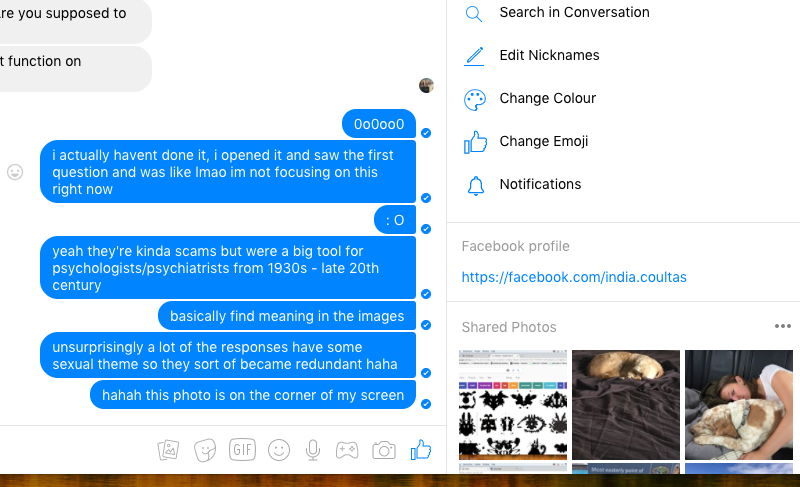 re you supposed to
t function on
0o0oo0
i actually havent done it, i opened it and saw the first
question and was like lmao im not focusing on this
right now
: O
yeah they're kinda scams but were a big tool for
psychologists/psychiatrists from 1930s - late 20th
century
basically find meaning in the images
unsurprisingly a lot of the responses have some
sexual theme so they sort of became redundant haha
hahah this photo is on the corner of my screen
GIF
Search in Conversation
Edit Nicknames
Change Colour
Change Emoji
Notifications
Facebook profile
https://facebook.com/india.coultas
Shared Photos
Most neatly point of